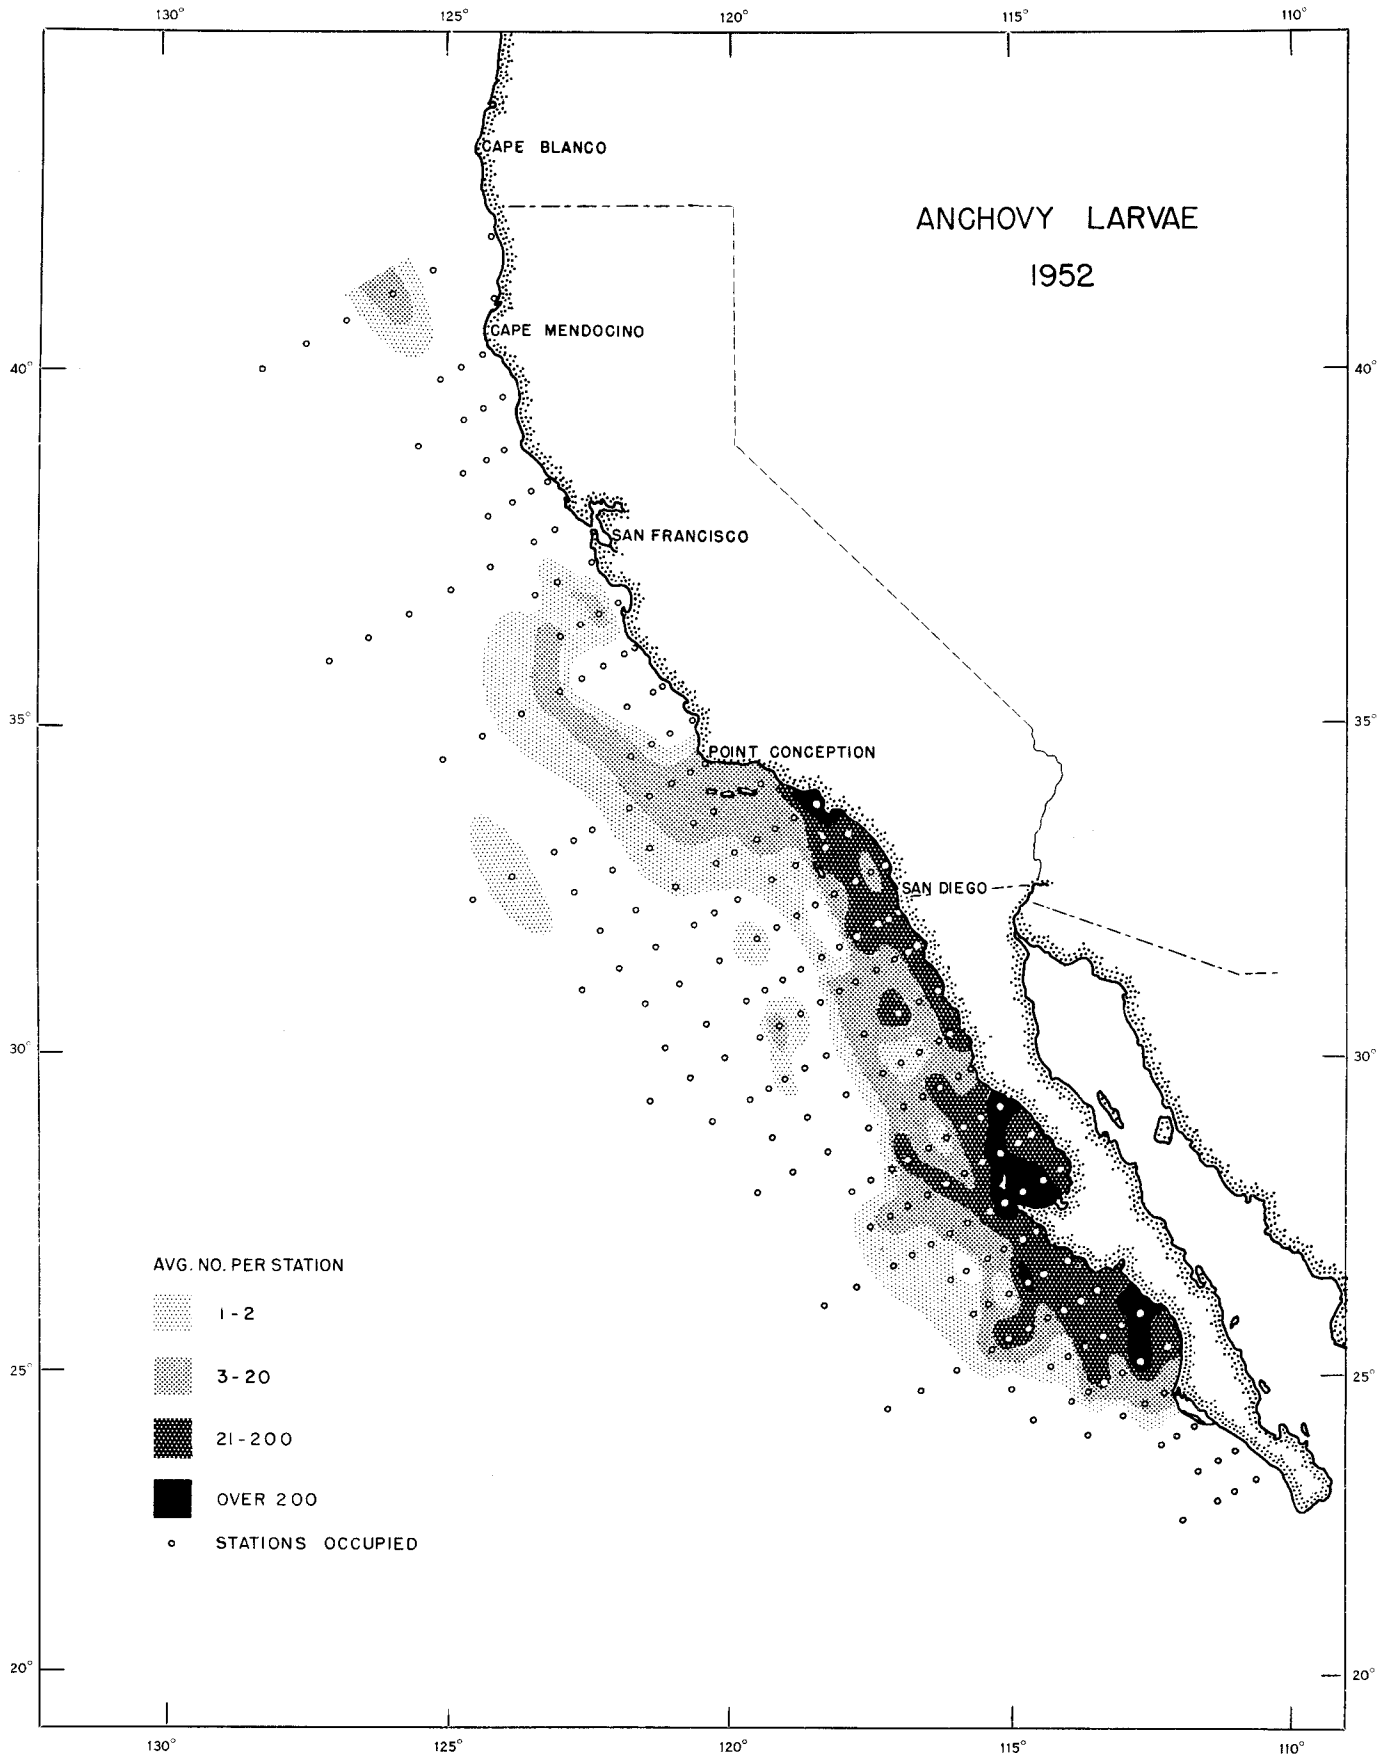 130° 125° 120° 115° 110°
CAPE BLANCO
ANCHOVY LARVAE
1952
CAPE MENDOCINO
40° 40°
SAN FRANCISCO
35° 35°
POINT CONCEPTION
SAN DIEGO
30° 30°
AVG. NO. PER STATION
1-2
25° 25°
3-20
21-200
OVER 200
STATIONS OCCUPIED
20° 20°
130° 125° 120° 115° 110°